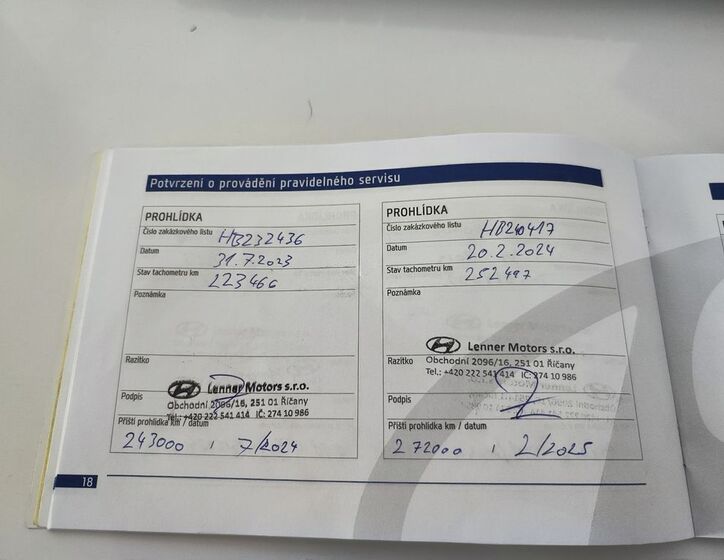 Potvrzení o provádění pravidelného servisu
PROHLÍDKA
Číslo zakázkového listu HB232436
Datum 31.7.2023
Stav tachometru km 223466
Poznámka
Razítko
Lenner Motors s.r.o.
Obchodní 2096/16, 251 01 Říčany
Tel.: +420 222 541 414 IČ: 274 10 986
Podpis
Příští prohlídka km / datum
243000 / 7/2024
PROHLÍDKA
Číslo zakázkového listu HB240417
Datum 20.2.2024
Stav tachometru km 252497
Poznámka
Razítko
Lenner Motors s.r.o.
Obchodní 2096/16, 251 01 Říčany
Tel.: +420 222 541 414 IČ: 274 10 986
Podpis
Příští prohlídka km / datum
272000 / 2/2025
18